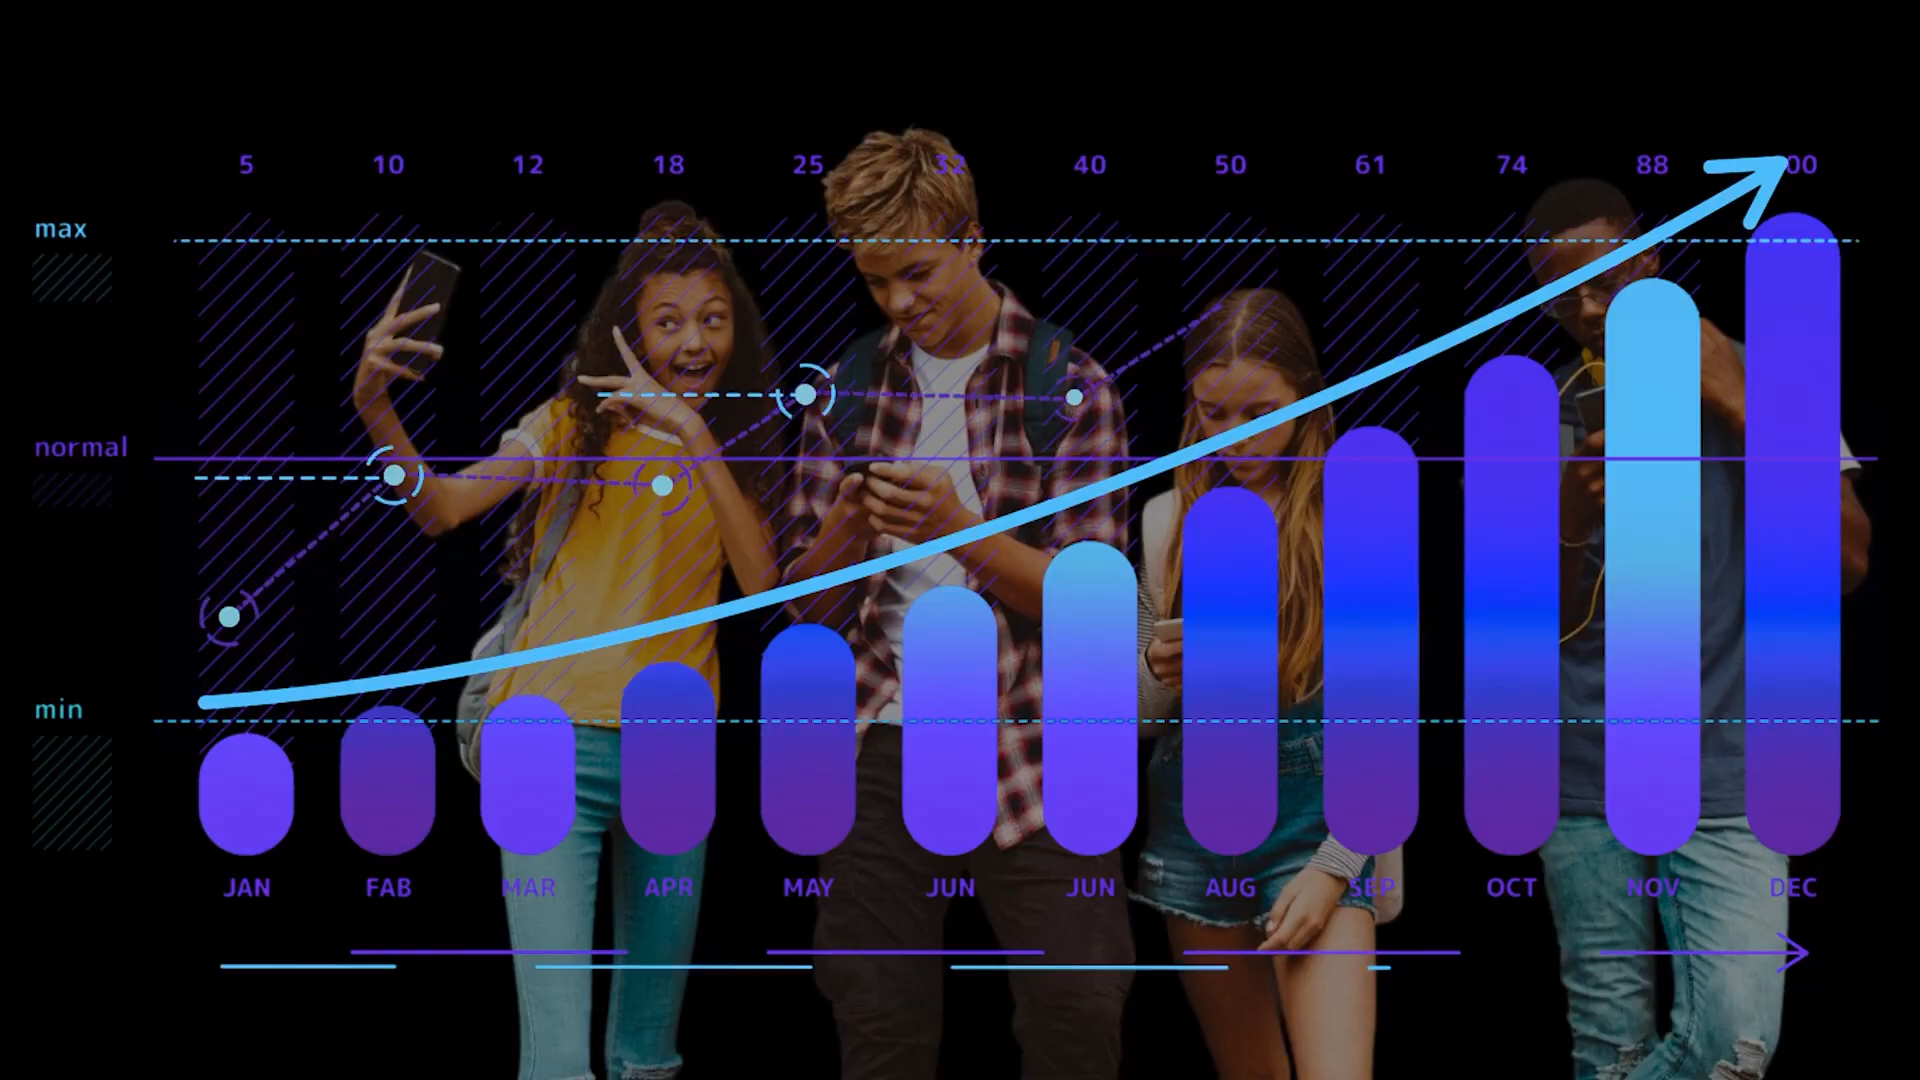 5 10 12 18 25 32 40 50 61 74 88 00
max
normal
min
JAN FAB MAR APR MAY JUN JUN AUG SEP OCT NOV DEC